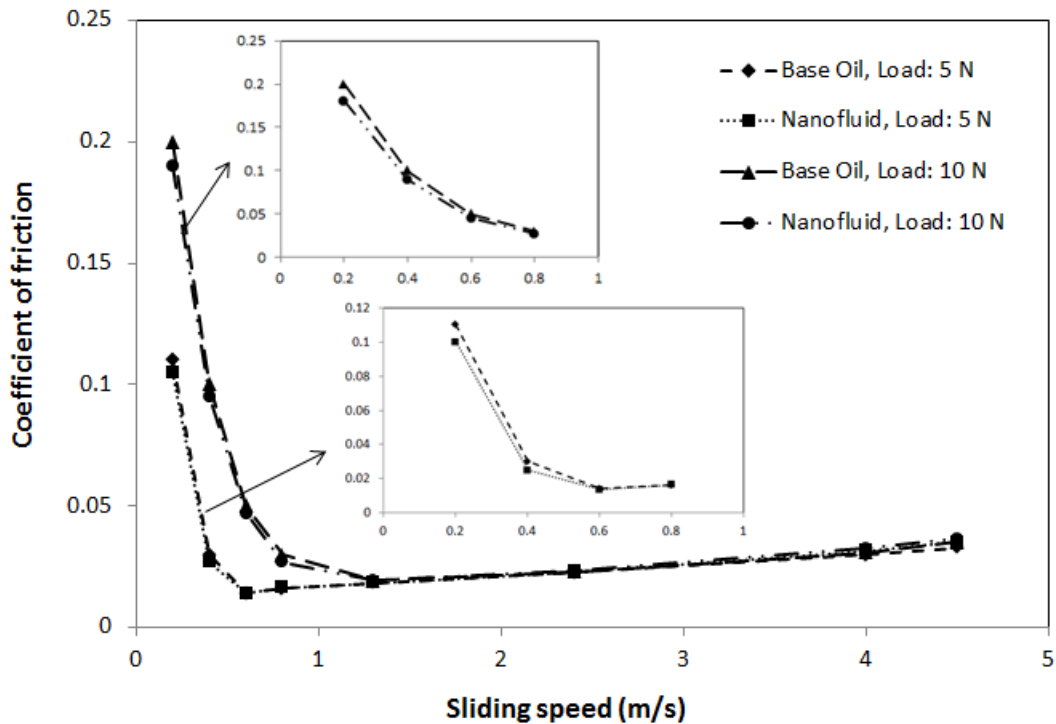 0.25
0.2
0.15
0.1
0.05
0
Coefficient of friction
0 1 2 3 4 5
Sliding speed (m/s)
Base Oil, Load: 5 N
Nanofluid, Load: 5 N
Base Oil, Load: 10 N
Nanofluid, Load: 10 N
0.25
0.2
0.15
0.1
0.05
0
0 0.2 0.4 0.6 0.8 1
0.12
0.1
0.08
0.06
0.04
0.02
0
0 0.2 0.4 0.6 0.8 1